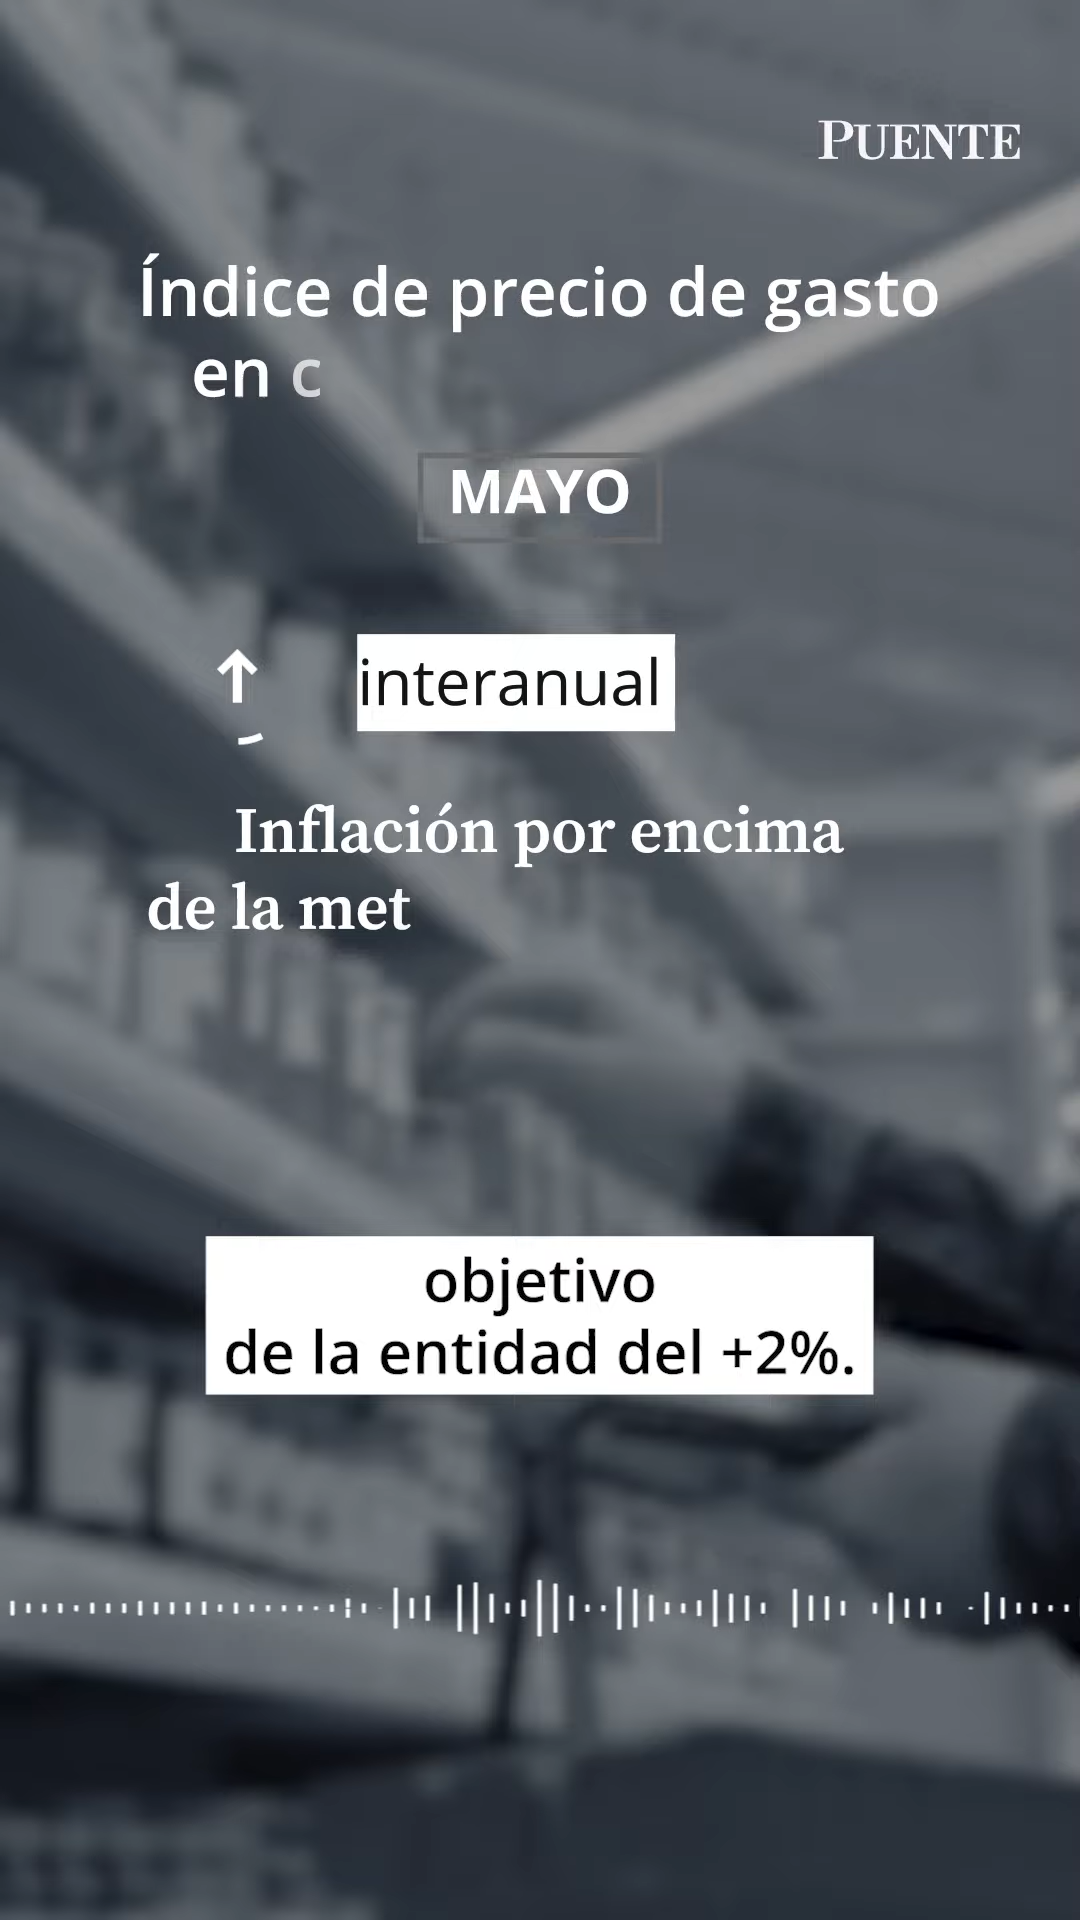 PUENTE
Índice de precio de gasto
en c
MAYO
interanual
Inflación por encima
de la met
objetivo
de la entidad del +2%.